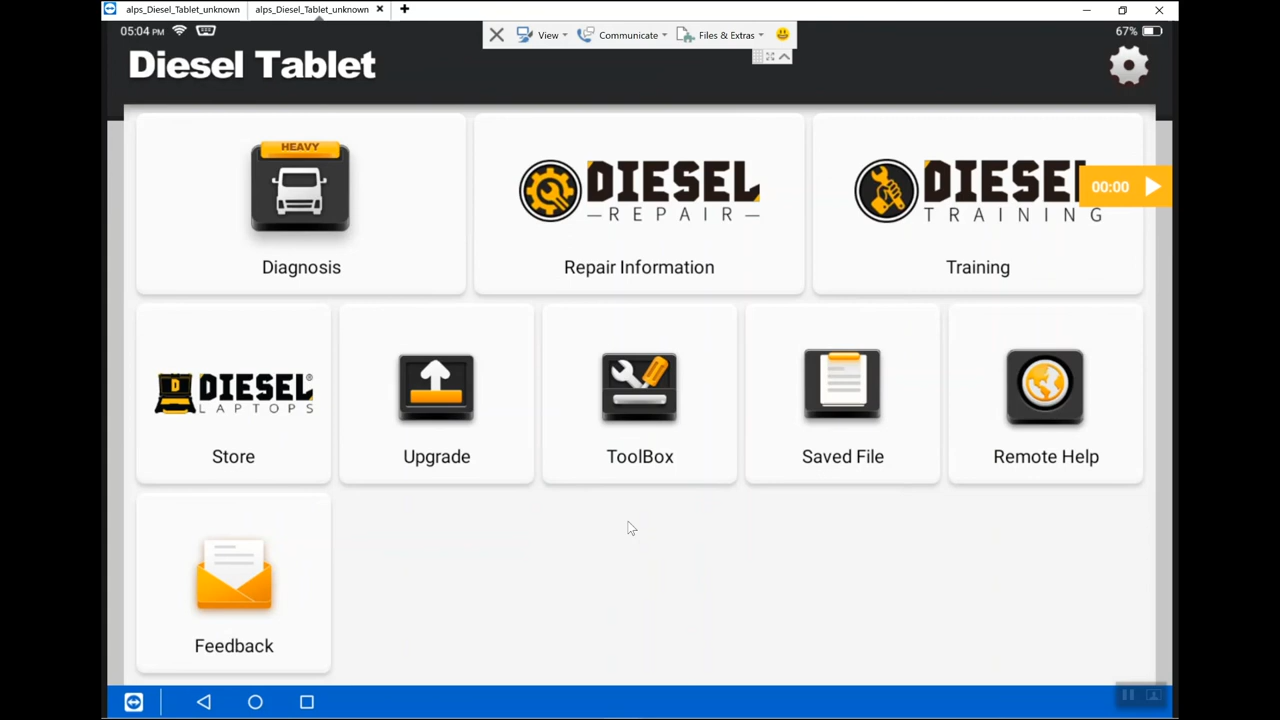 alps_Diesel_Tablet_unknown
alps_Diesel_Tablet_unknown
05:04 PM
View
Communicate
Files & Extras
67%
Diesel Tablet
HEAVY
Diagnosis
DIESEL
REPAIR
Repair Information
DIESEL
TRAINING
Training
00:00
D
DIESEL®
LAPTOPS
Store
Upgrade
ToolBox
Saved File
Remote Help
Feedback